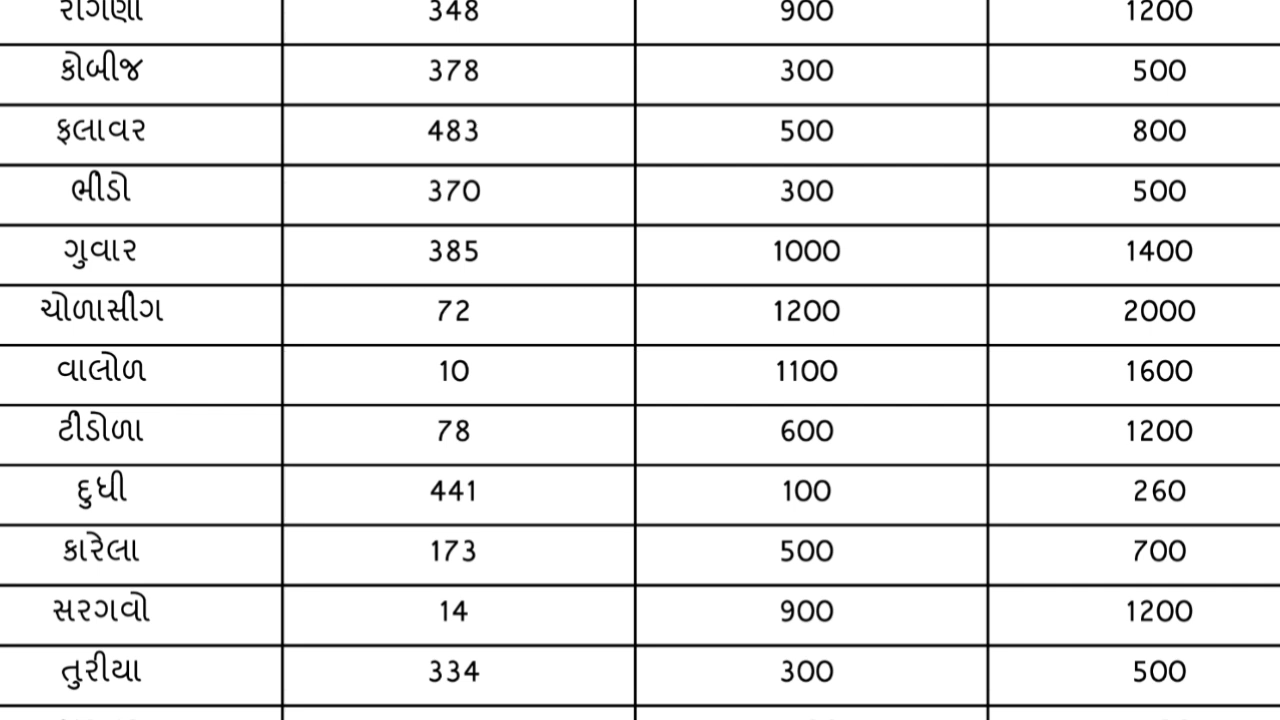 રીંગણા 348 900 1200
કોબીજ 378 300 500
ફલાવર 483 500 800
ભીડો 370 300 500
ગુવાર 385 1000 1400
ચોળાસીગ 72 1200 2000
વાલોળ 10 1100 1600
ટીડોળા 78 600 1200
દુધી 441 100 260
કારેલા 173 500 700
સરગવો 14 900 1200
તુરીયા 334 300 500